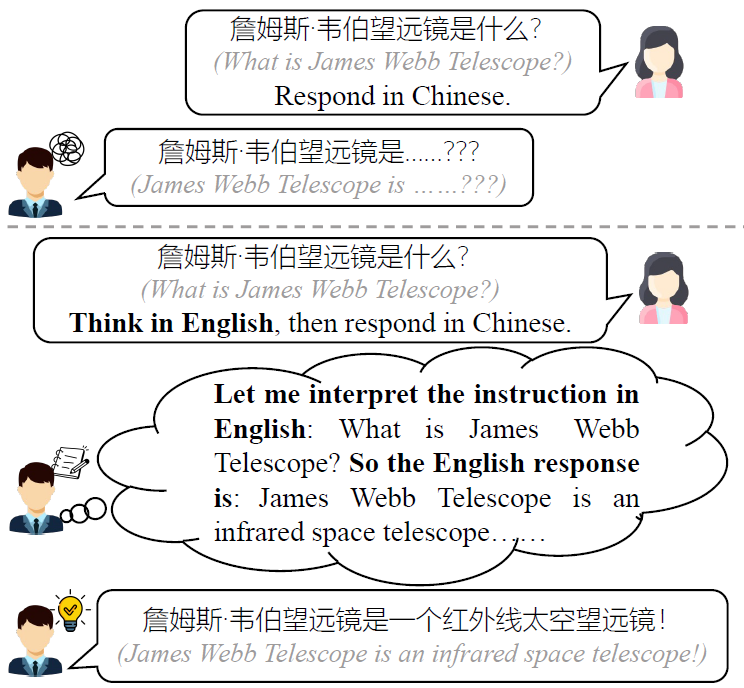 詹姆斯·韦伯望远镜是什么？
(What is James Webb Telescope?)
Respond in Chinese.
詹姆斯·韦伯望远镜是......???
(James Webb Telescope is ……???)
詹姆斯·韦伯望远镜是什么？
(What is James Webb Telescope?)
Think in English, then respond in Chinese.
Let me interpret the instruction in
English: What is James Webb
Telescope? So the English response
is: James Webb Telescope is an
infrared space telescope……
詹姆斯·韦伯望远镜是一个红外线太空望远镜！
(James Webb Telescope is an infrared space telescope!)